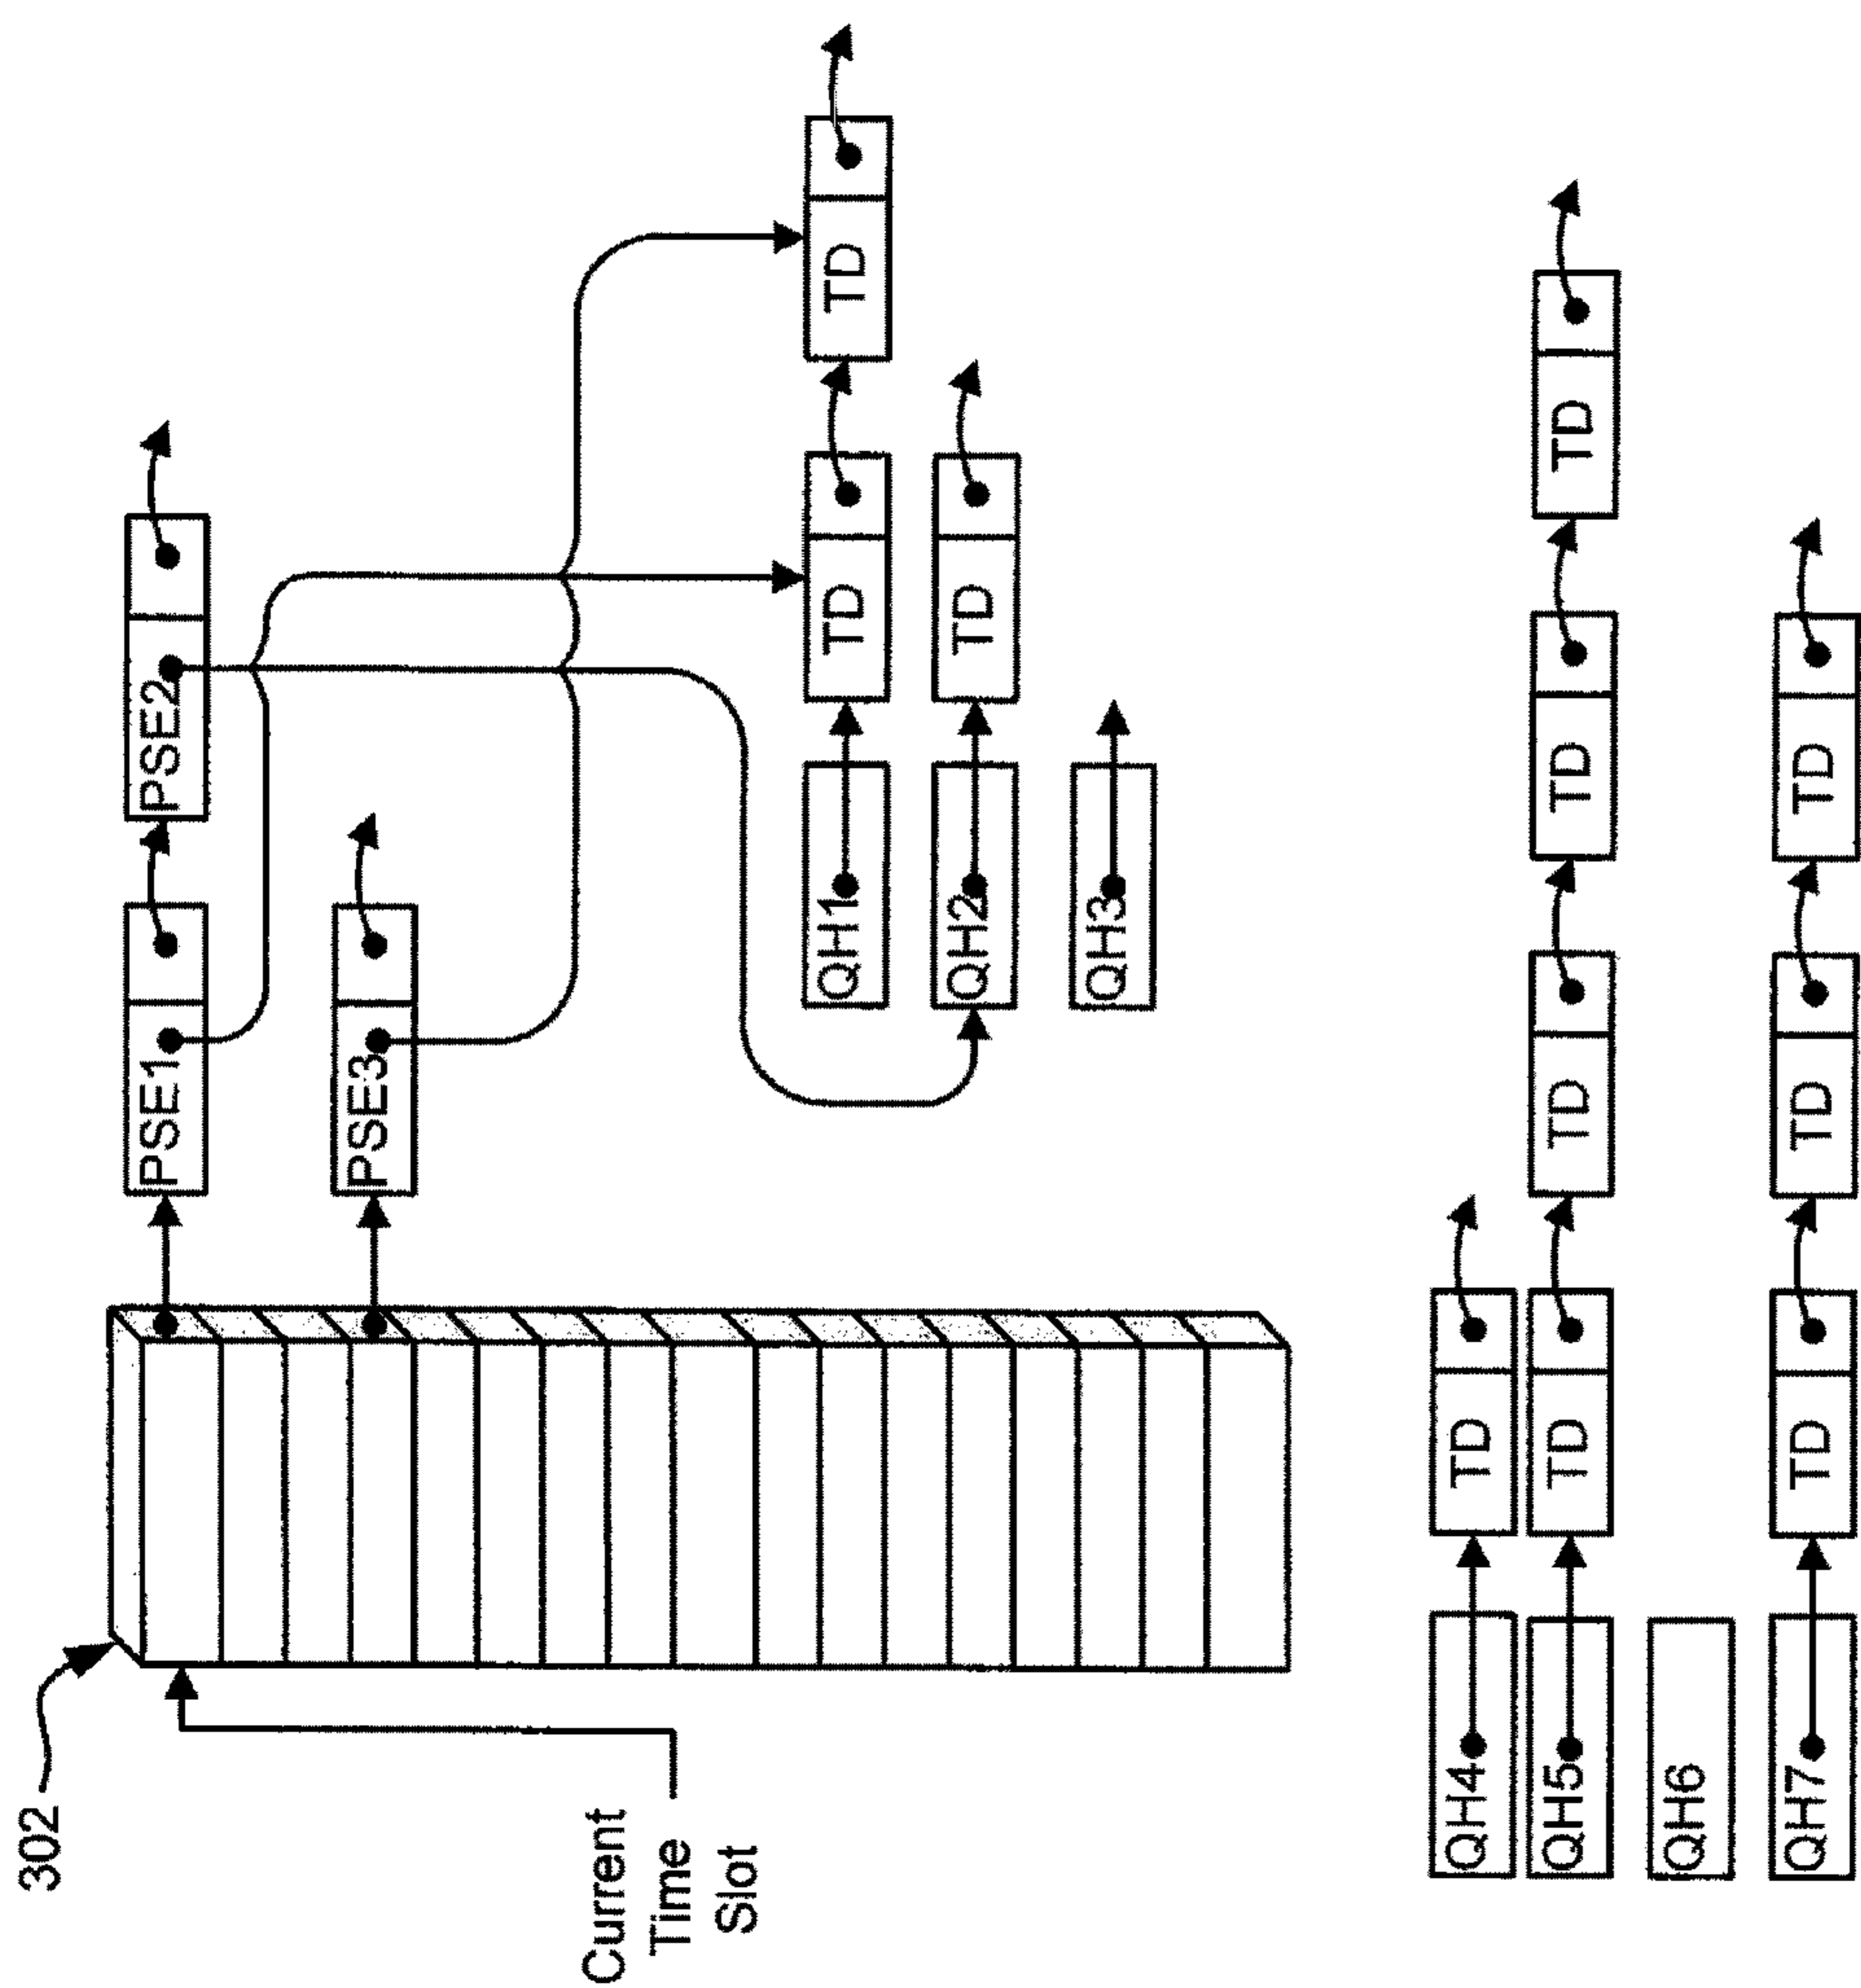 302
Current
Time
Slot
PSE1
PSE2
PSE3
QH1
TD
TD
QH2
TD
QH3
QH4
TD
QH5
TD
TD
TD
TD
QH6
QH7
TD
TD
TD